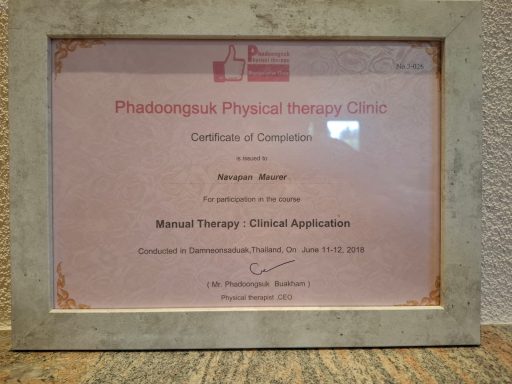 Phadoongsuk
Physical therapy
No.3-025
Phadoongsuk Physical therapy Clinic
Certificate of Completion
is issued to
Navapan Maurer
For participation in the course
Manual Therapy : Clinical Application
Conducted in Damneonsaduak,Thailand, On June 11-12, 2018
( Mr. Phadoongsuk Buakham )
Physical therapist ,CEO